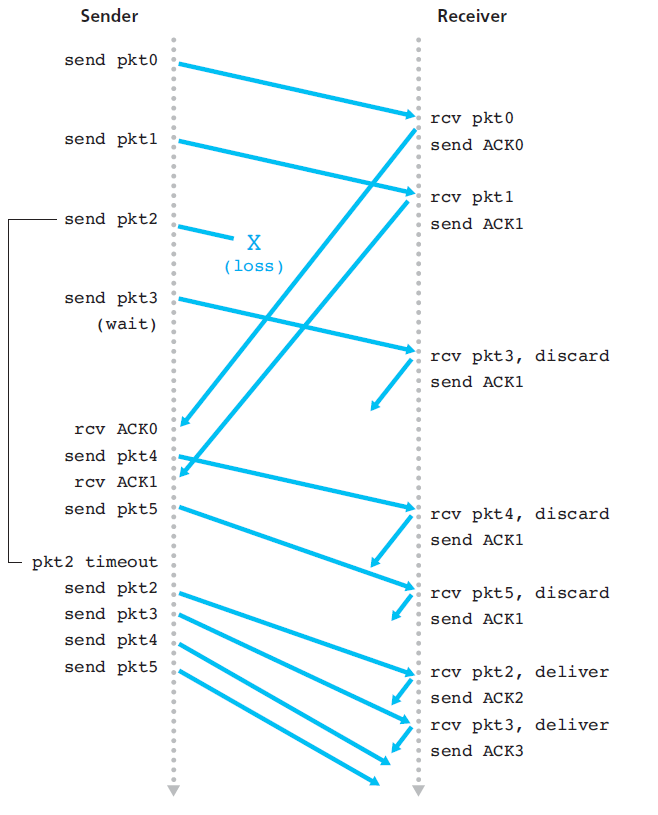 Sender
Receiver
send pkt0
rcv pkt0
send ACK0
send pkt1
rcv pkt1
send ACK1
send pkt2
X
(loss)
send pkt3
(wait)
rcv pkt3, discard
send ACK1
rcv ACK0
send pkt4
rcv ACK1
send pkt5
rcv pkt4, discard
send ACK1
pkt2 timeout
send pkt2
send pkt3
send pkt4
send pkt5
rcv pkt5, discard
send ACK1
rcv pkt2, deliver
send ACK2
rcv pkt3, deliver
send ACK3